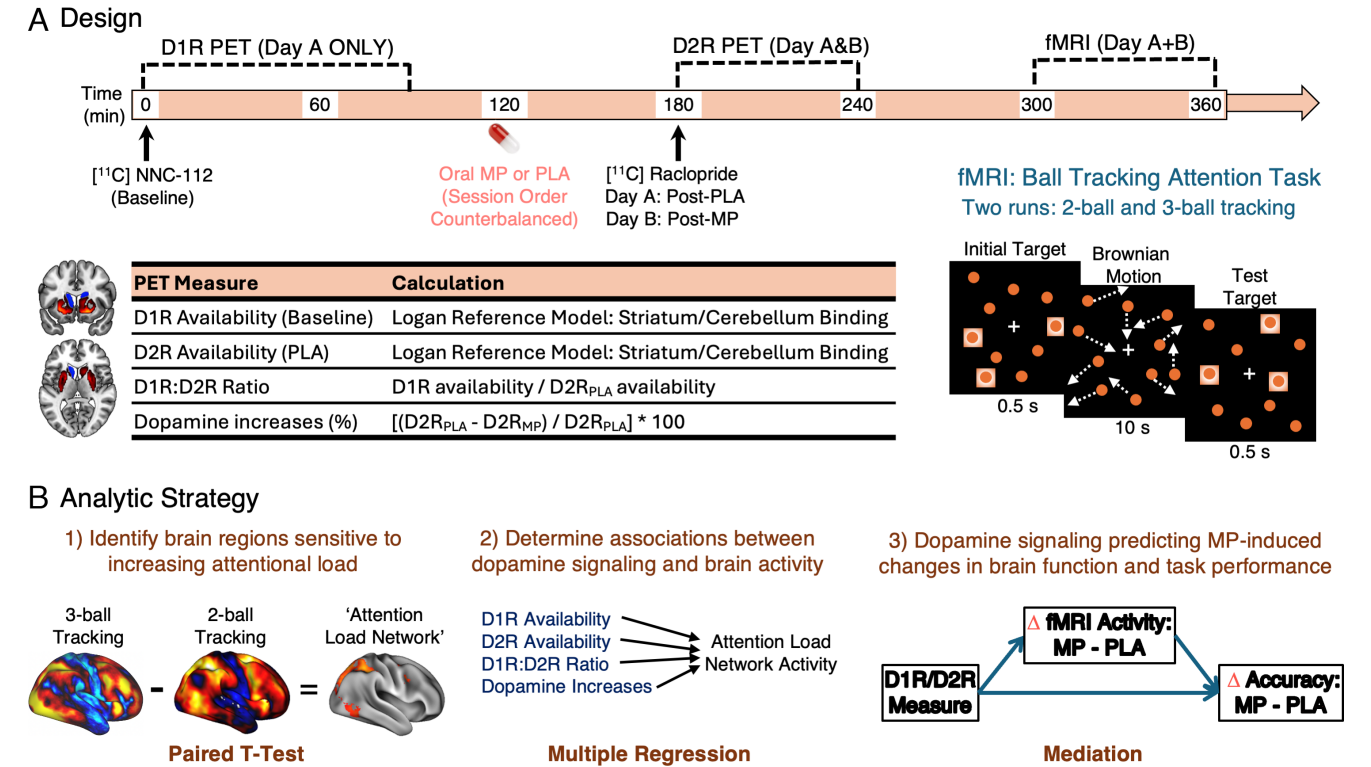 A Design
D1R PET (Day A ONLY)
D2R PET (Day A&B)
fMRI (Day A+B)
Time
(min)
0 60 120 180 240 300 360
[¹¹C] NNC-112
(Baseline)
Oral MP or PLA
(Session Order
Counterbalanced)
[¹¹C] Raclopride
Day A: Post-PLA
Day B: Post-MP
fMRI: Ball Tracking Attention Task
Two runs: 2-ball and 3-ball tracking
Initial Target
Brownian
Motion
Test
Target
0.5 s
10 s
0.5 s
PET Measure Calculation
D1R Availability (Baseline) Logan Reference Model: Striatum/Cerebellum Binding
D2R Availability (PLA) Logan Reference Model: Striatum/Cerebellum Binding
D1R:D2R Ratio D1R availability / D2RPLA availability
Dopamine increases (%) [(D2RPLA - D2RMP) / D2RPLA] * 100
B Analytic Strategy
1) Identify brain regions sensitive to
increasing attentional load
3-ball
Tracking
-
2-ball
Tracking
=
‘Attention
Load Network’
Paired T-Test
2) Determine associations between
dopamine signaling and brain activity
D1R Availability
D2R Availability
D1R:D2R Ratio
Dopamine Increases
Attention Load
Network Activity
Multiple Regression
3) Dopamine signaling predicting MP-induced
changes in brain function and task performance
Δ fMRI Activity:
MP - PLA
D1R/D2R
Measure
Δ Accuracy:
MP - PLA
Mediation